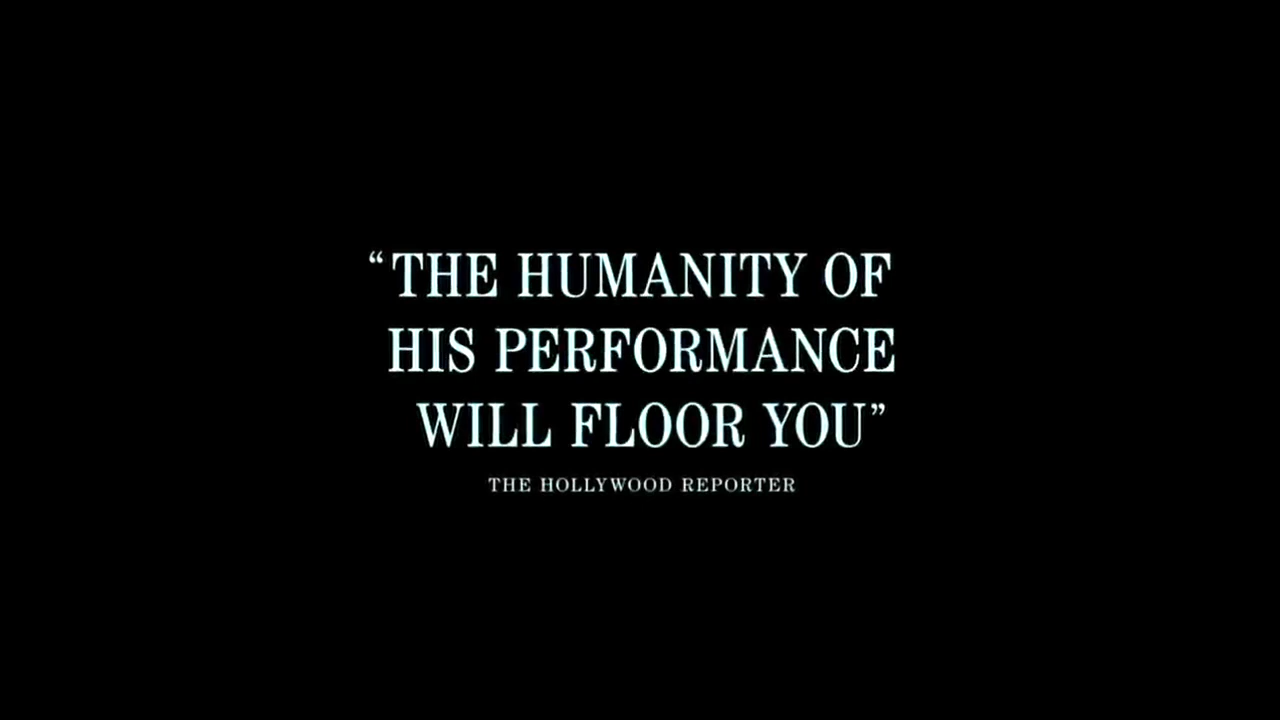 “THE HUMANITY OF
HIS PERFORMANCE
WILL FLOOR YOU”
THE HOLLYWOOD REPORTER